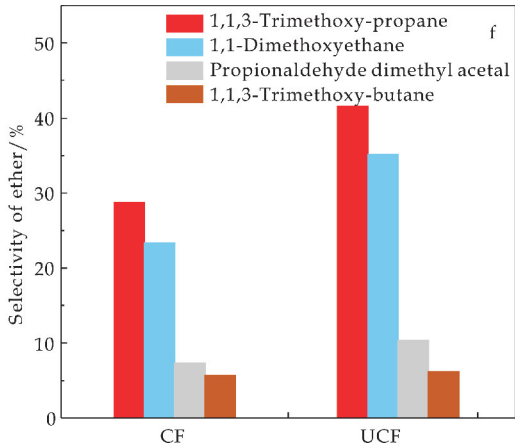 1,1,3-Trimethoxy-propane
1,1-Dimethoxyethane
Propionaldehyde dimethyl acetal
1,1,3-Trimethoxy-butane
f
Selectivity of ether/%
50
40
30
20
10
0
CF
UCF